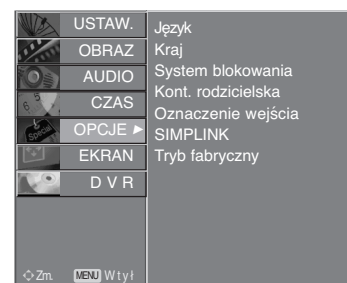 USTAW.
OBRAZ
AUDIO
CZAS
OPCJE
EKRAN
D V R
Zm.
MENU Wtył
Język
Kraj
System blokowania
Kont. rodzicielska
Oznaczenie wejścia
SIMPLINK
Tryb fabryczny
Special